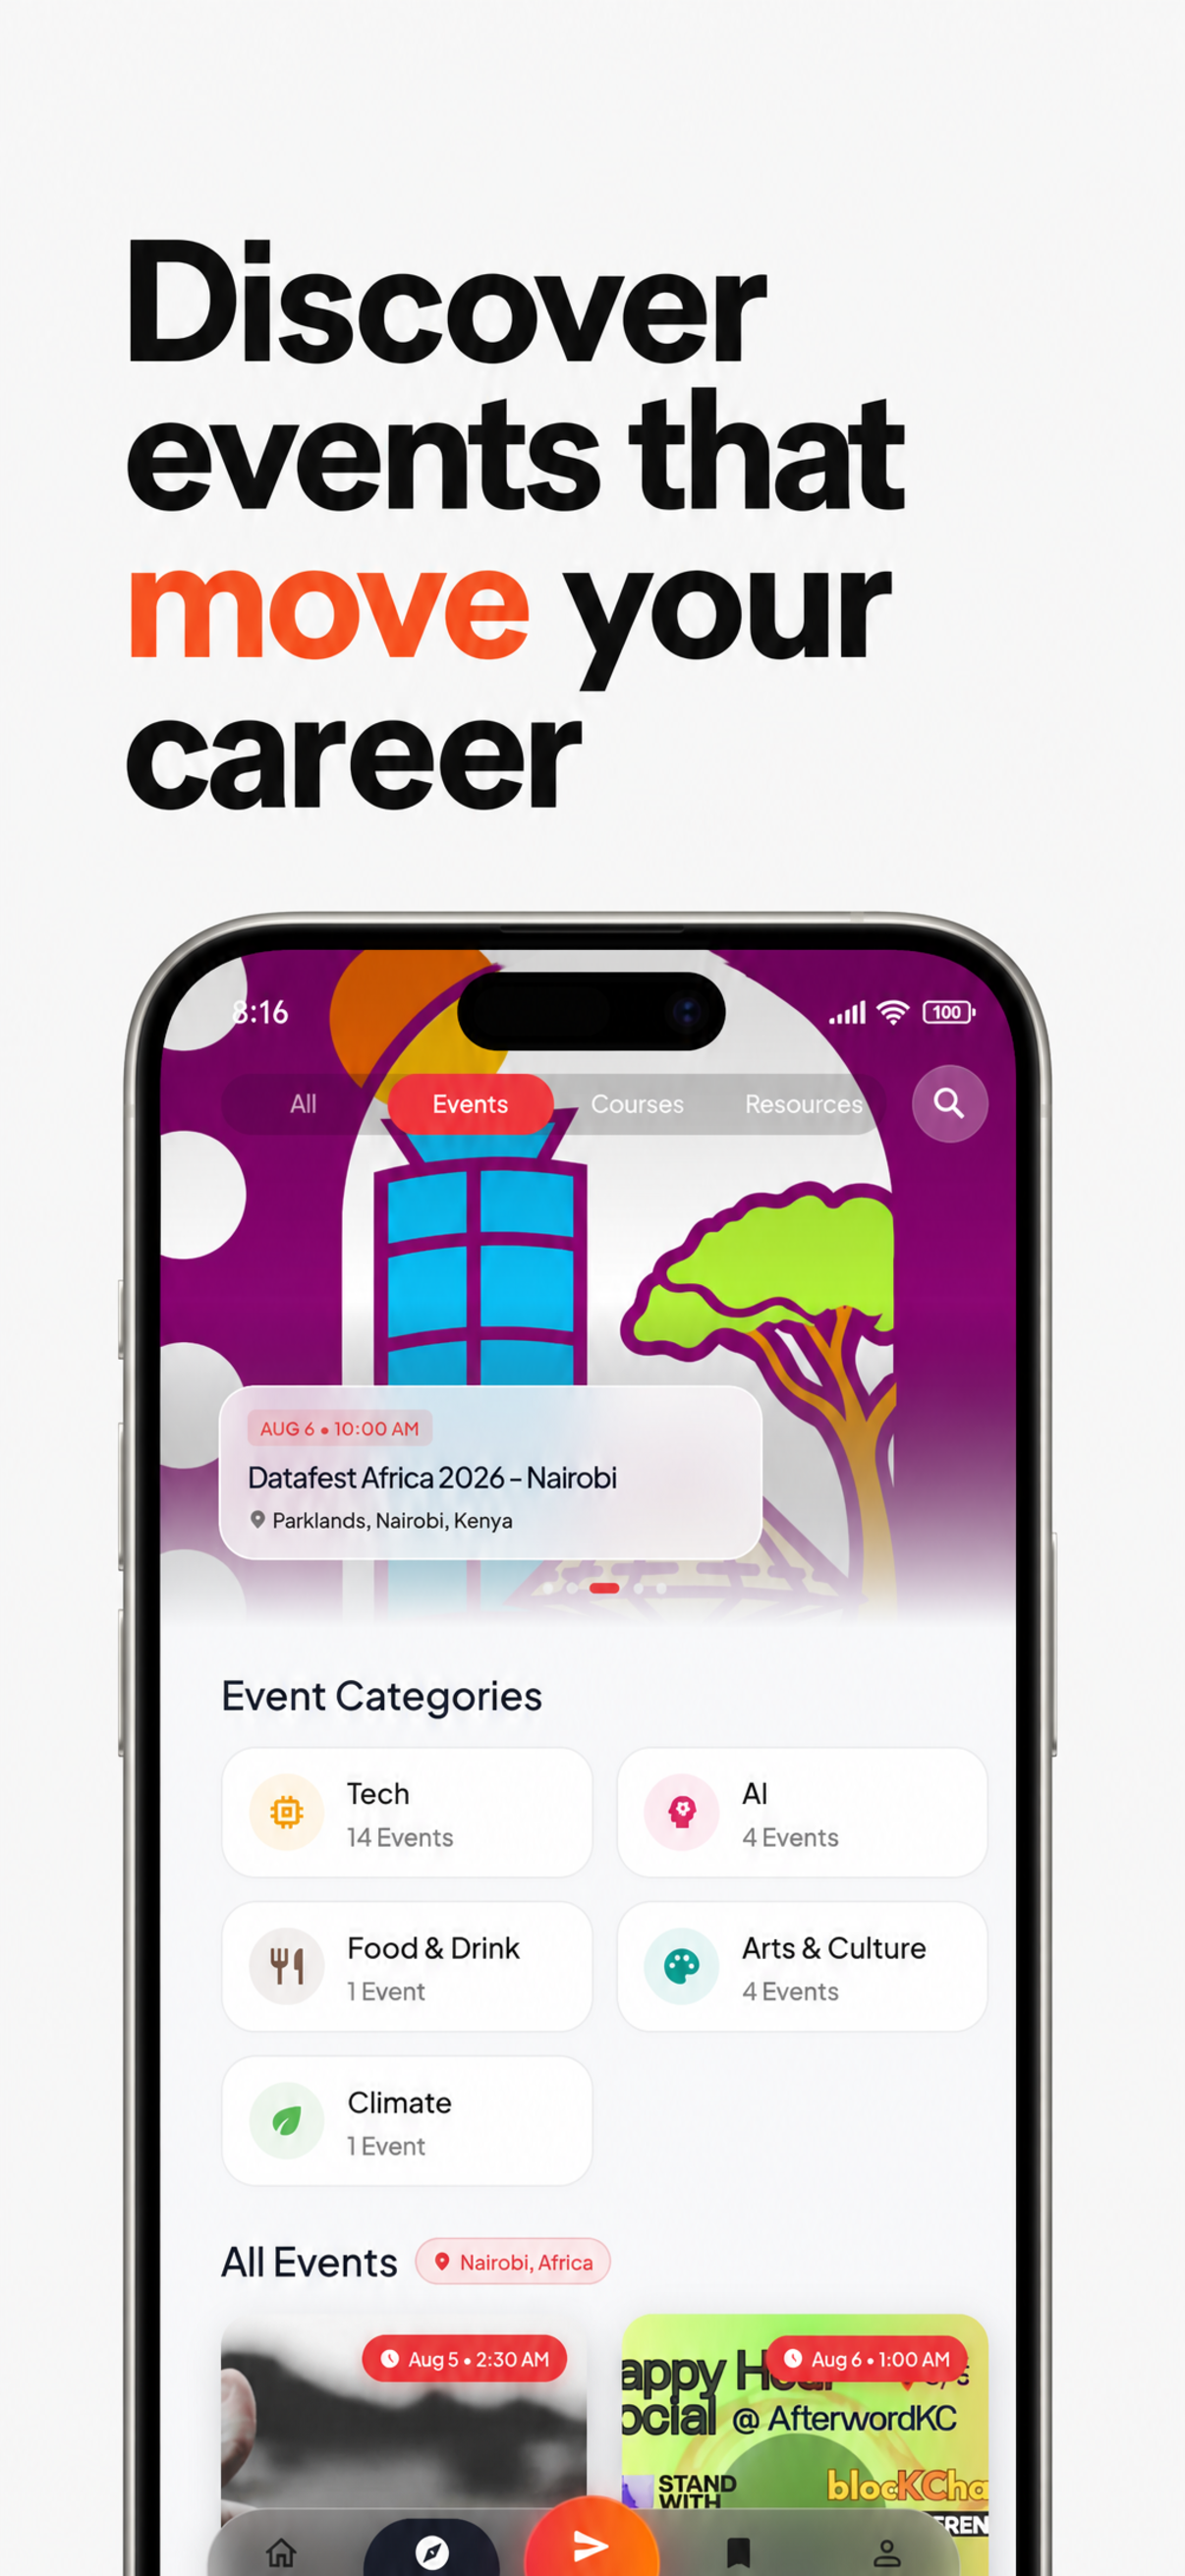 Discover
events that
move your
career
8:16
100
All
Events
Courses
Resources
AUG 6 • 10:00 AM
Datafest Africa 2026 – Nairobi
Parklands, Nairobi, Kenya
Event Categories
Tech
14 Events
AI
4 Events
Food & Drink
1 Event
Arts & Culture
4 Events
Climate
1 Event
All Events
Nairobi, Africa
Aug 5 • 2:30 AM
Aug 6 • 1:00 AM
appy
ocial @ AfterwordKC
STAND
WITH
blocKCha